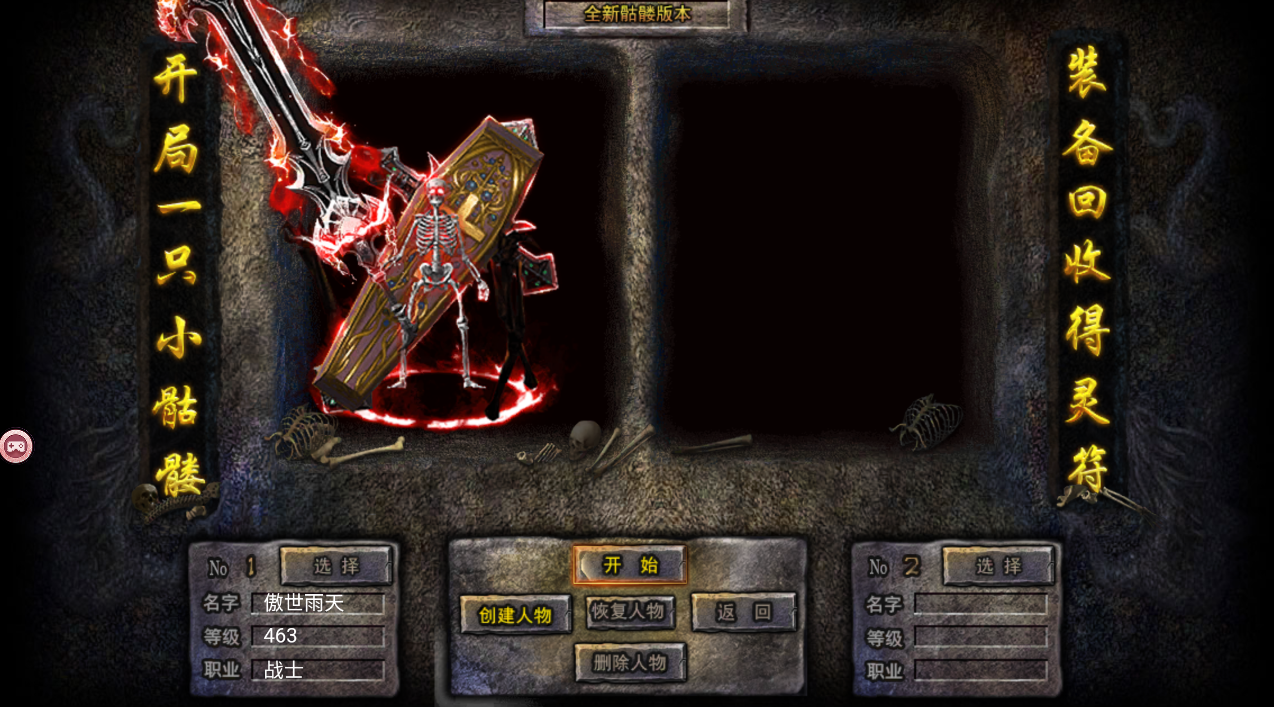 全新骷髅版本
开局一只小骷髅
装备回收得灵符
No 1 选择
名字 傲世雨天
等级 463
职业 战士
开始
创建人物 恢复人物 返回
删除人物
No 2 选择
名字
等级
职业